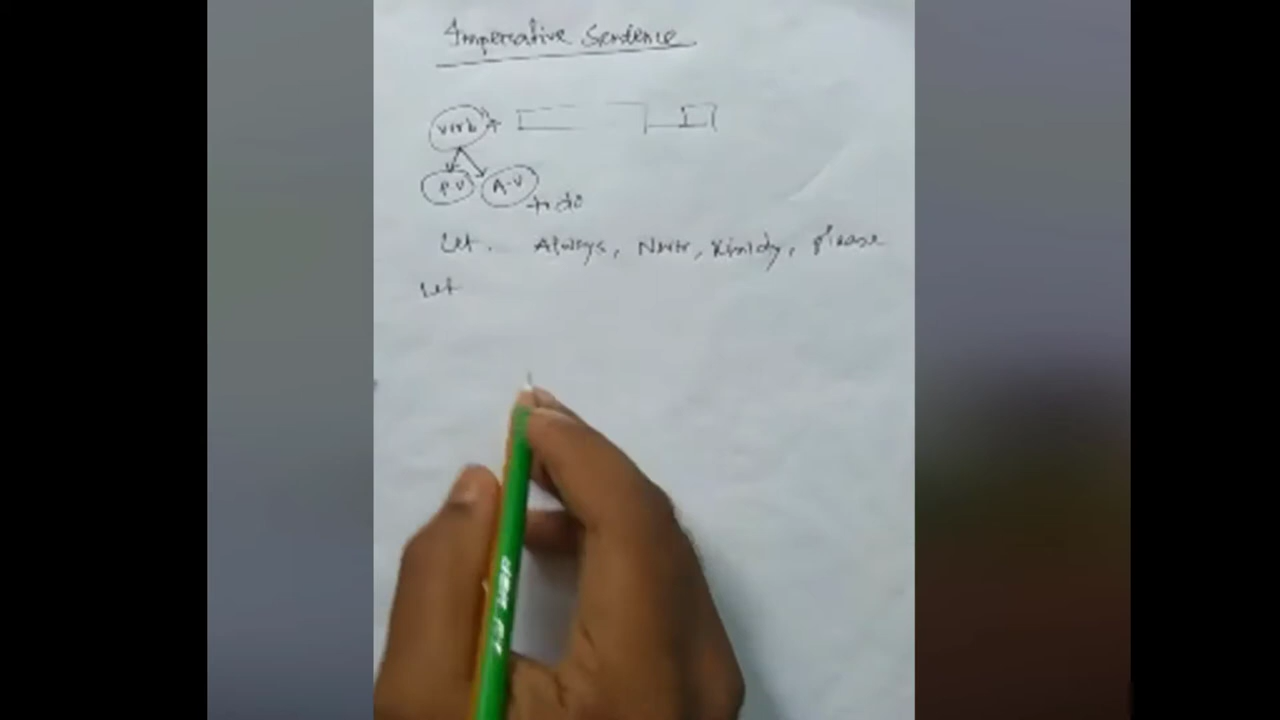 Imperative Sentence
Verb +
P.V A.V
to do
Let. Always, Never, Kindly, please
Let